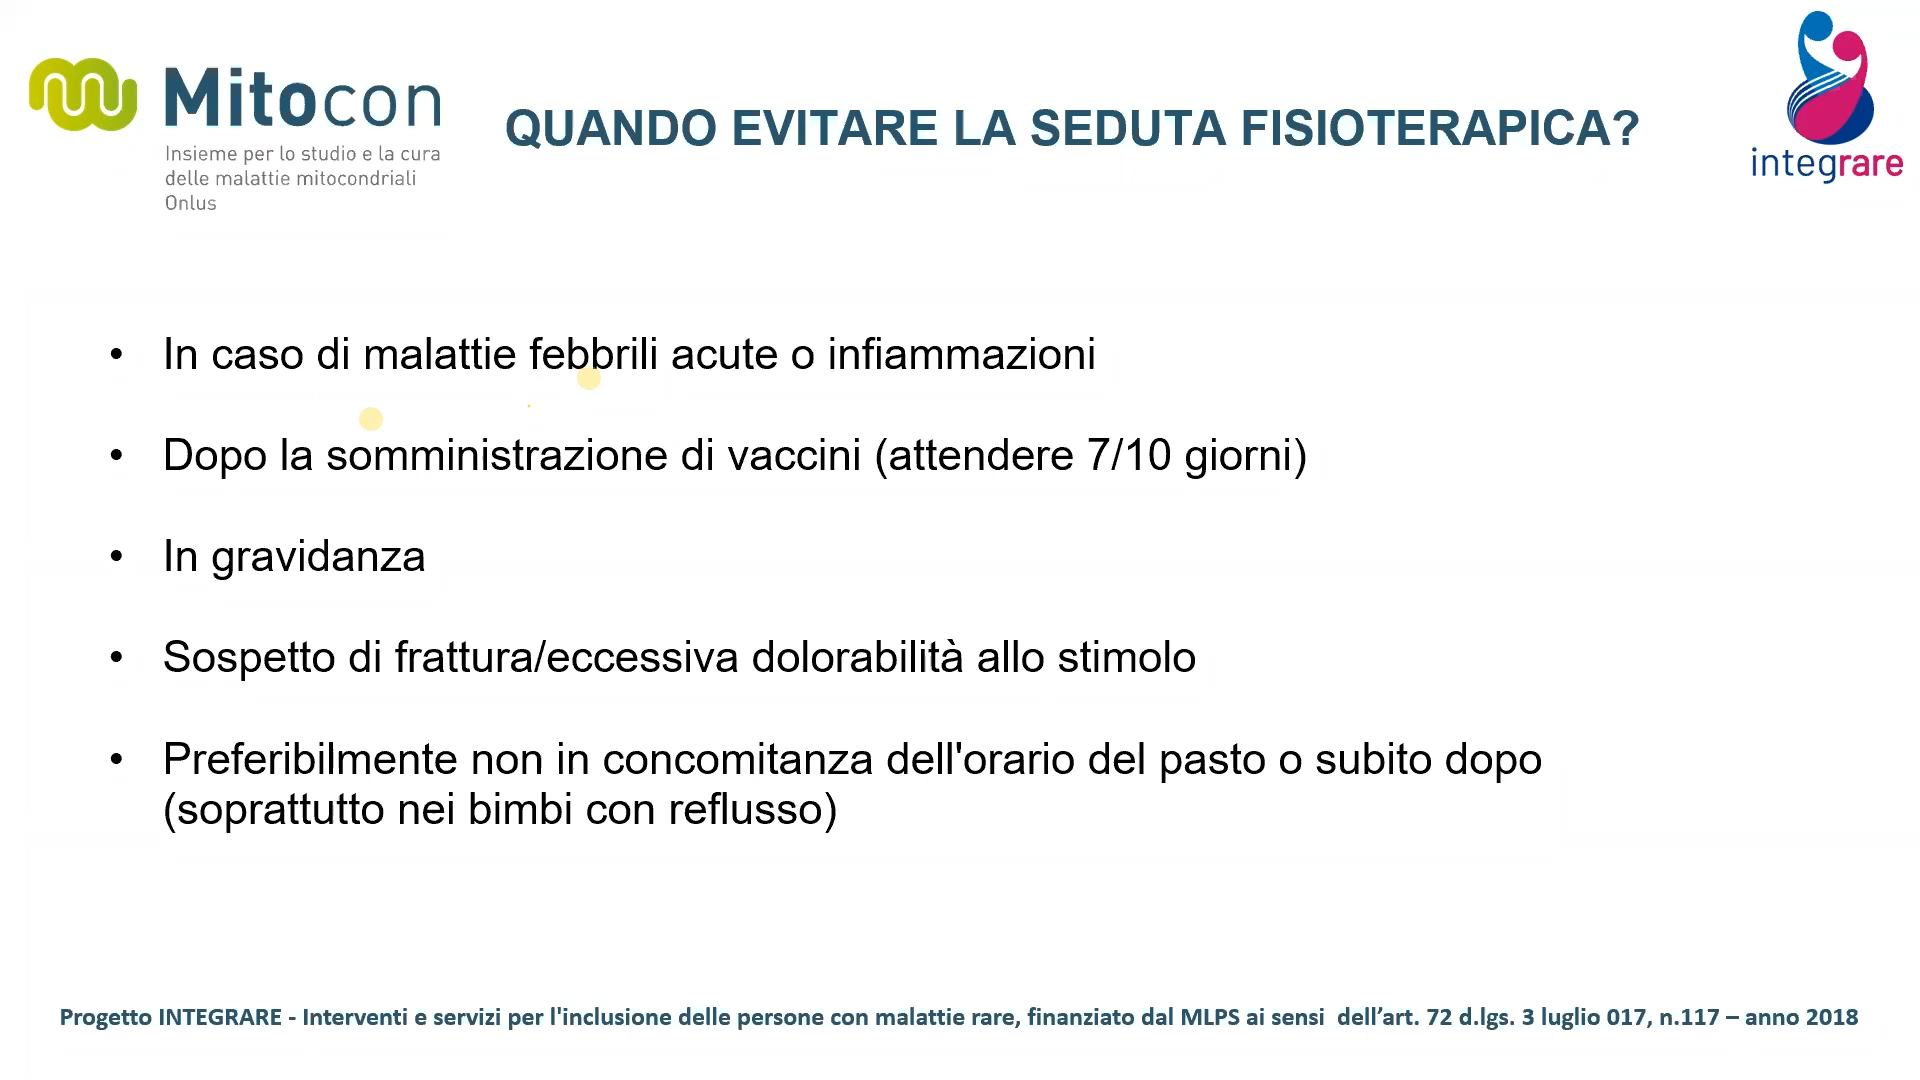 Mitocon
Insieme per lo studio e la cura
delle malattie mitocondriali
Onlus
QUANDO EVITARE LA SEDUTA FISIOTERAPICA?
integrare
• In caso di malattie febbrili acute o infiammazioni
• Dopo la somministrazione di vaccini (attendere 7/10 giorni)
• In gravidanza
• Sospetto di frattura/eccessiva dolorabilità allo stimolo
• Preferibilmente non in concomitanza dell'orario del pasto o subito dopo
(soprattutto nei bimbi con reflusso)
Progetto INTEGRARE - Interventi e servizi per l'inclusione delle persone con malattie rare, finanziato dal MLPS ai sensi  dell’art. 72 d.lgs. 3 luglio 017, n.117 – anno 2018